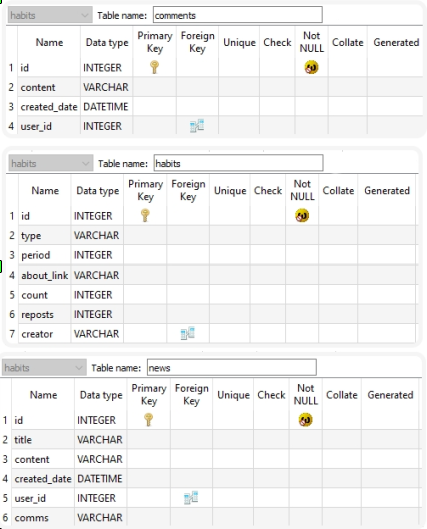 habits Table name: comments
Name Data type Primary Key Foreign Key Unique Check Not NULL Collate Generated
1 id INTEGER
2 content VARCHAR
3 created_date DATETIME
4 user_id INTEGER
habits Table name: habits
Name Data type Primary Key Foreign Key Unique Check Not NULL Collate Generated
1 id INTEGER
2 type VARCHAR
3 period INTEGER
4 about_link VARCHAR
5 count INTEGER
6 reposts INTEGER
7 creator VARCHAR
habits Table name: news
Name Data type Primary Key Foreign Key Unique Check Not NULL Collate Generated
1 id INTEGER
2 title VARCHAR
3 content VARCHAR
4 created_date DATETIME
5 user_id INTEGER
6 comms VARCHAR